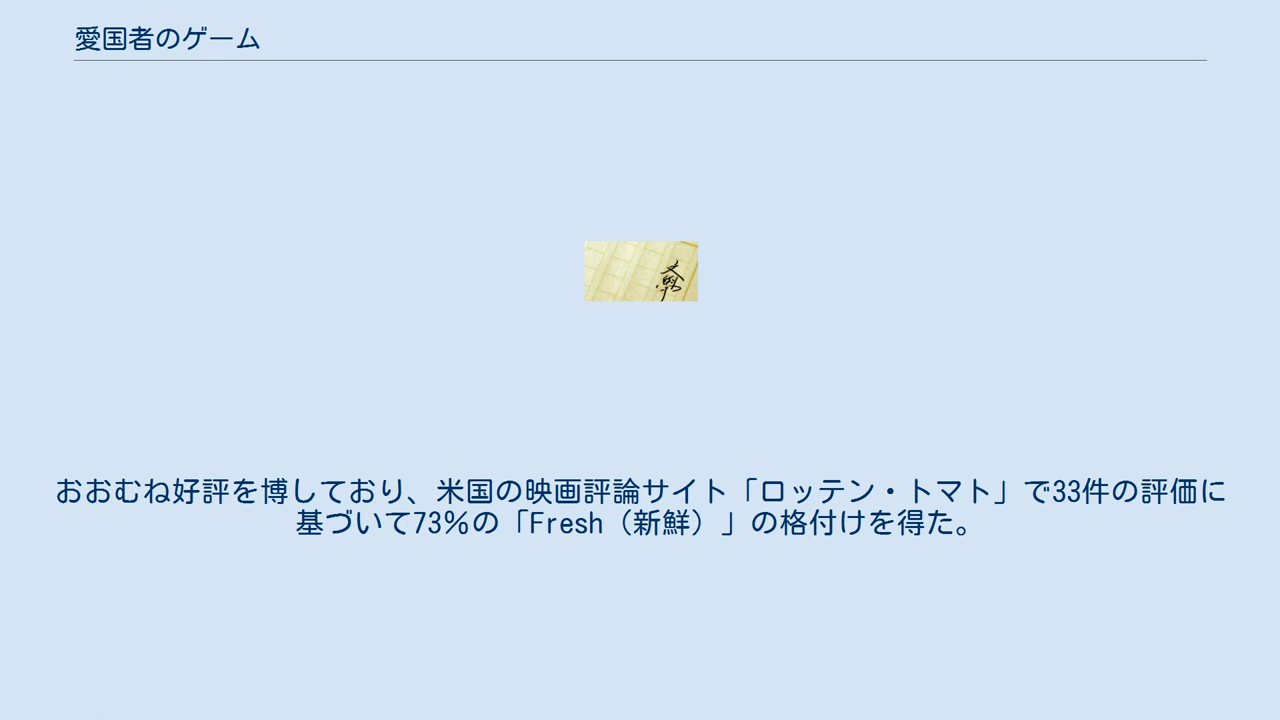 愛国者のゲーム
おおむね好評を博しており、米国の映画評論サイト「ロッテン・トマト」で33件の評価に
基づいて73%の「Fresh（新鮮）」の格付けを得た。